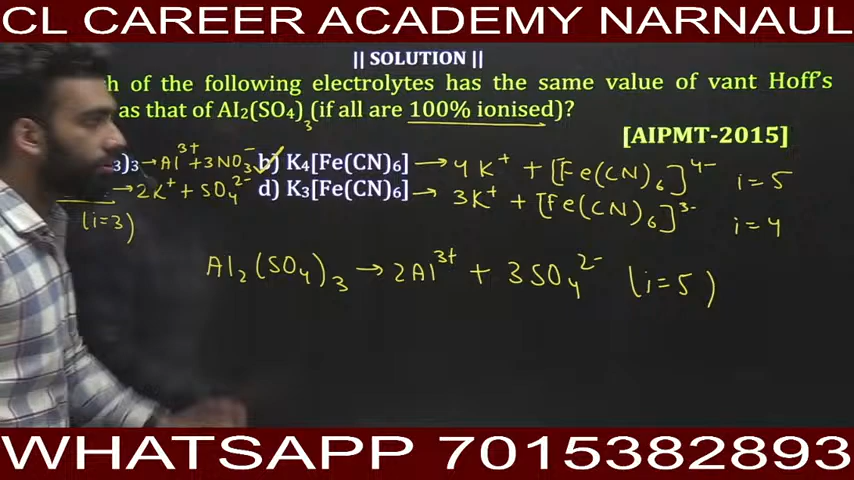 CL CAREER ACADEMY NARNAUL
|| SOLUTION ||
h of the following electrolytes has the same value of vant Hoff's
as that of AI₂(SO₄)₃ (if all are 100% ionised)?
[AIPMT-2015]
₃)₃ → Al³⁺ + 3NO₃⁻ b) K₄[Fe(CN)₆] → 4K⁺ + [Fe(CN)₆]⁴⁻ i=5
→ 2K⁺ + SO₄²⁻ d) K₃[Fe(CN)₆] → 3K⁺ + [Fe(CN)₆]³⁻ i=4
(i=3)
Al₂(SO₄)₃ → 2Al³⁺ + 3SO₄²⁻ (i=5)
WHATSAPP 7015382893